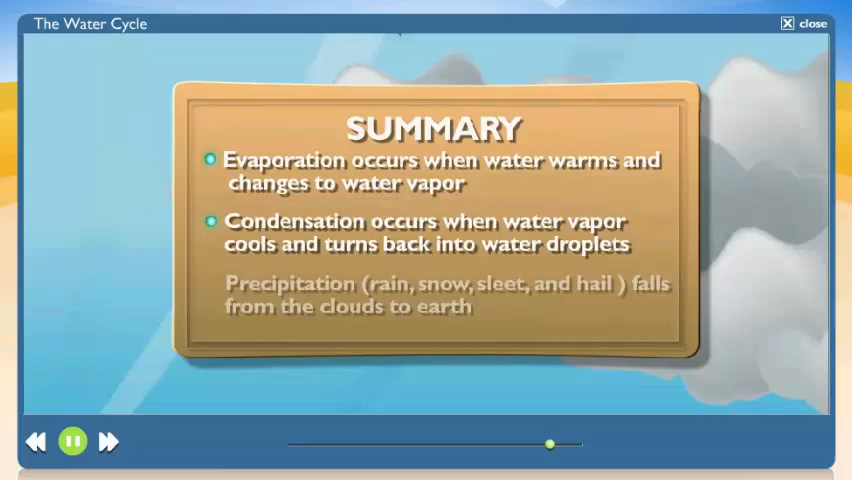 The Water Cycle
close
SUMMARY
Evaporation occurs when water warms and
changes to water vapor
Condensation occurs when water vapor
cools and turns back into water droplets
Precipitation (rain, snow, sleet, and hail ) falls
from the clouds to earth